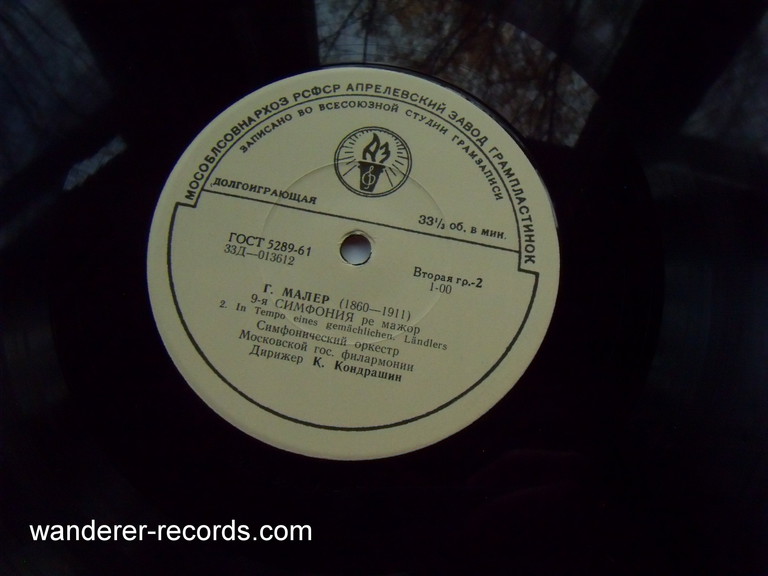 МОСОБЛСОВНАРХОЗ РСФСР АПРЕЛЕВСКИЙ ЗАВОД ГРАМПЛАСТИНОК
ЗАПИСАНО ВО ВСЕСОЮЗНОЙ СТУДИИ ГРАМЗАПИСИ
АЗ
ДОЛГОИГРАЮЩАЯ
33⅓ об. в мин.
ГОСТ 5289-61
33Д—013612
Вторая гр.-2
1-00
Г. МАЛЕР (1860—1911)
9-я СИМФОНИЯ ре мажор
2. In Tempo eines gemächlichen Ländlers
Симфонический оркестр
Московской гос. филармонии
Дирижер К. Кондрашин
wanderer-records.com